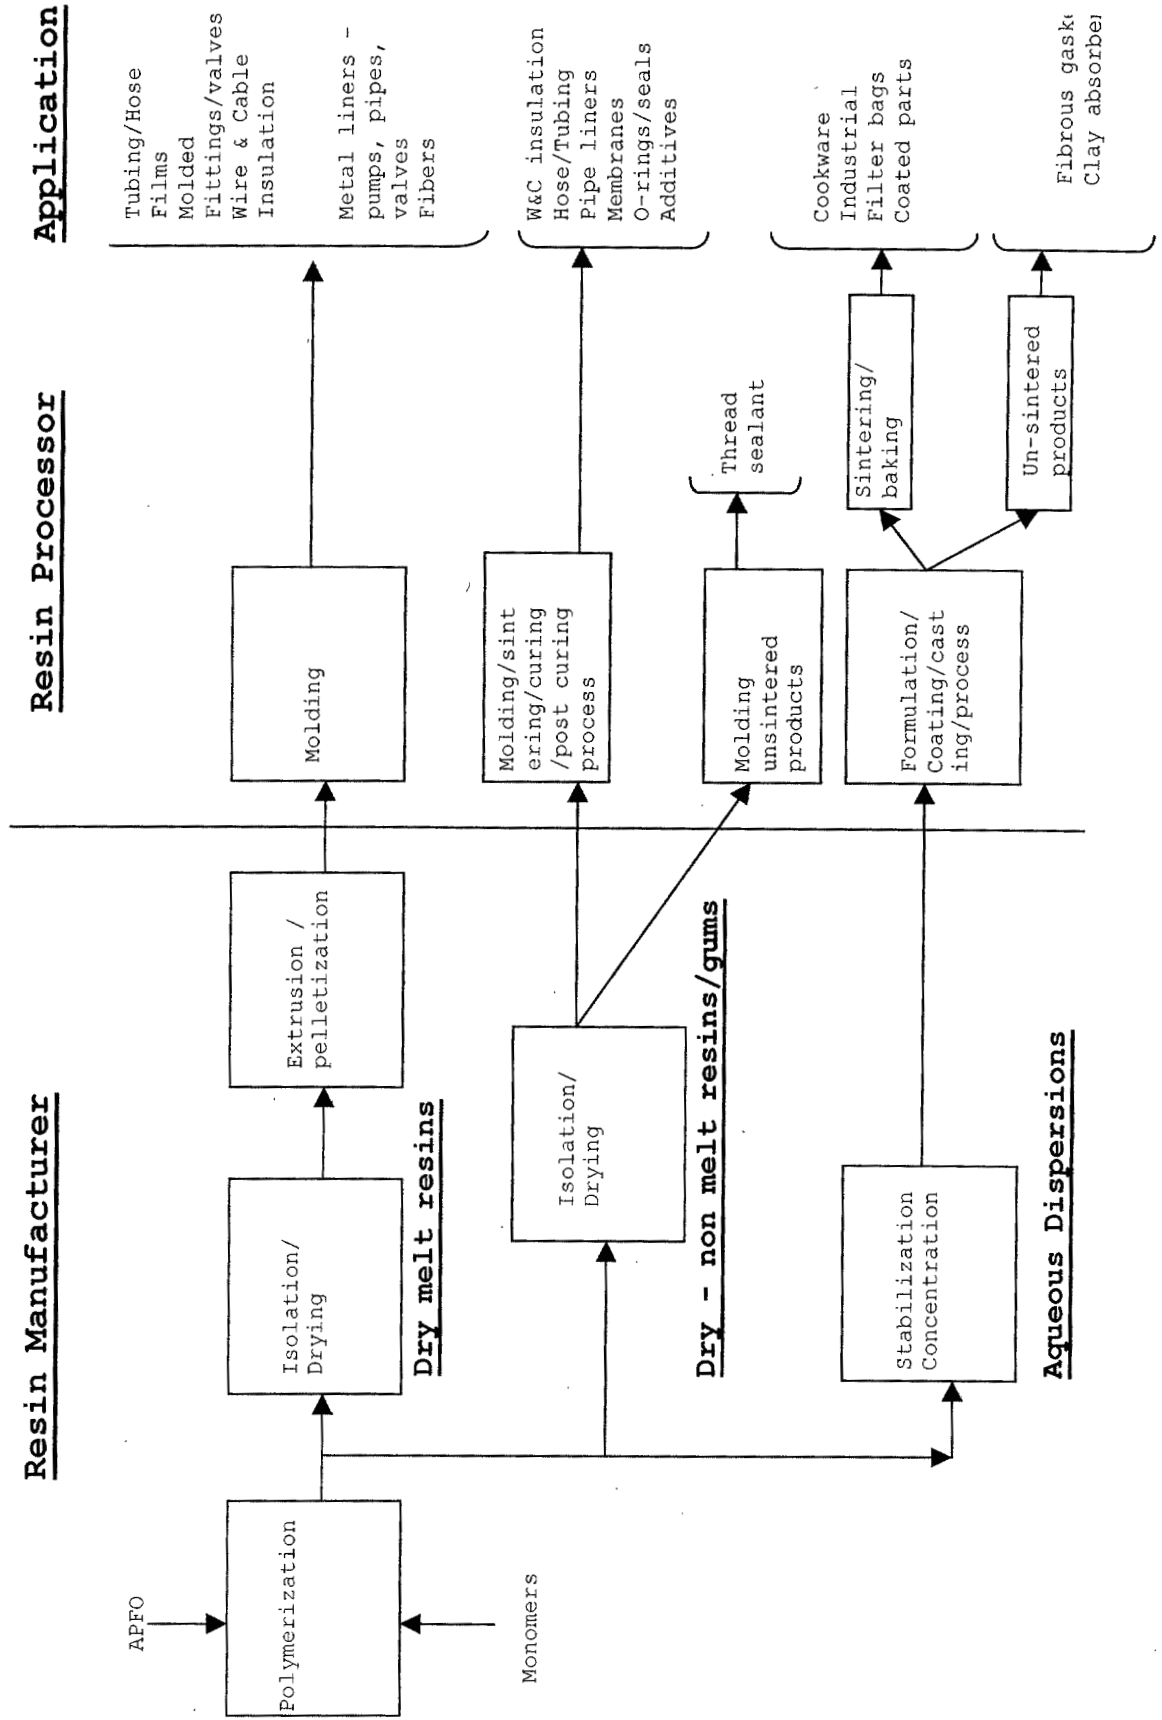 Resin Manufacturer
Resin Processor
Application
APFO
Polymerization
Monomers
Isolation/
Drying
Extrusion /
pelletization
Dry melt resins
Molding
Tubing/Hose
Films
Molded
Fittings/valves
Wire & Cable
Insulation
Metal liners -
pumps, pipes,
valves
Fibers
Isolation/
Drying
Dry - non melt resins/gums
Molding/sint
ering/curing
/post curing
process
W&C insulation
Hose/Tubing
Pipe liners
Membranes
O-rings/seals
Additives
Molding
unsintered
products
Thread
sealant
Stabilization
Concentration
Aqueous Dispersions
Formulation/
Coating/cast
ing/process
Sintering/
baking
Cookware
Industrial
Filter bags
Coated parts
Un-sintered
products
Fibrous
Clay